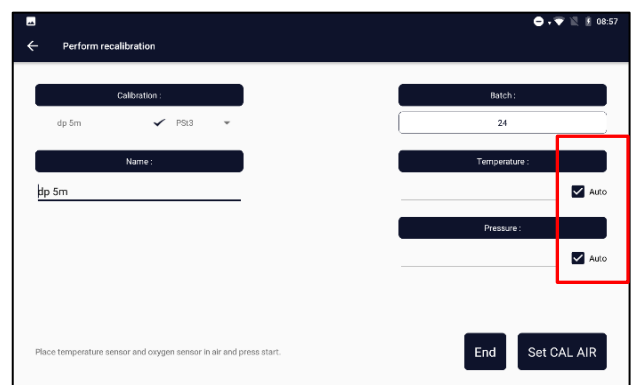 08:57
Perform recalibration
Calibration :
dp 5m
PSt3
Name :
dp 5m
Batch :
24
Temperature :
Auto
Pressure :
Auto
Place temperature sensor and oxygen sensor in air and press start.
End
Set CAL AIR